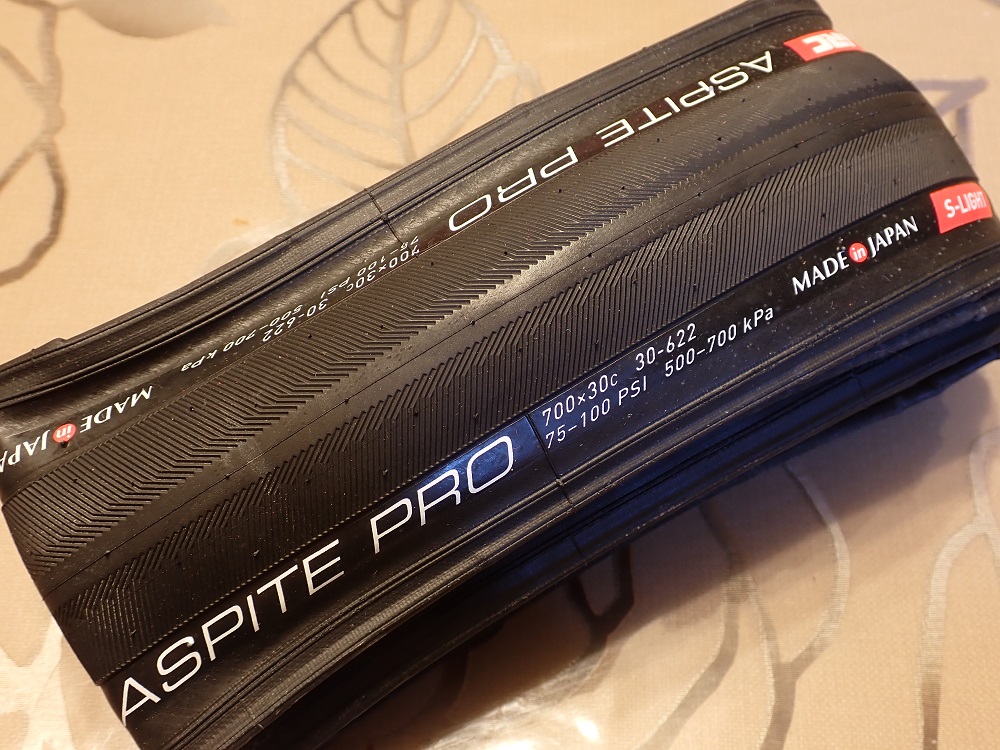 IRC
ASPITE PRO
700×30c 30-622
75-100 PSI 500-700 kPa
MADE in JAPAN
S-LIGHT
MADE in JAPAN
ASPITE PRO
700×30c 30-622
75-100 PSI 500-700 kPa